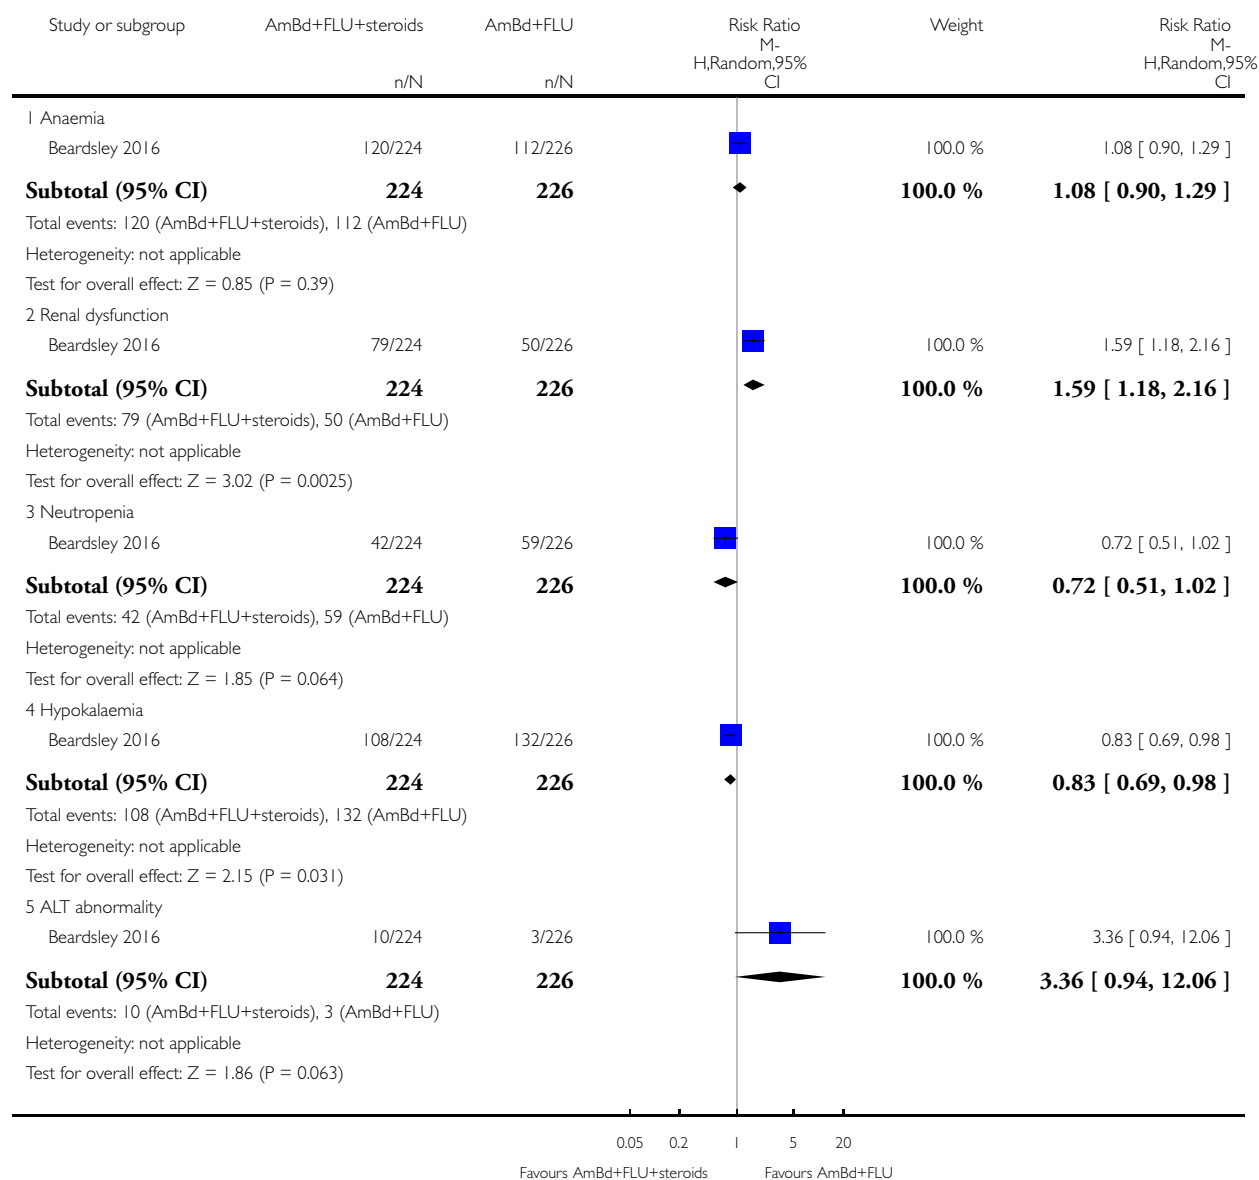 Study or subgroup AmBd+FLU+steroids AmBd+FLU Risk Ratio Weight Risk Ratio
M- M-
H,Random,95% H,Random,95%
n/N n/N CI CI
1 Anaemia
Beardsley 2016 120/224 112/226 100.0 % 1.08 [ 0.90, 1.29 ]
Subtotal (95% CI) 224 226 100.0 % 1.08 [ 0.90, 1.29 ]
Total events: 120 (AmBd+FLU+steroids), 112 (AmBd+FLU)
Heterogeneity: not applicable
Test for overall effect: Z = 0.85 (P = 0.39)
2 Renal dysfunction
Beardsley 2016 79/224 50/226 100.0 % 1.59 [ 1.18, 2.16 ]
Subtotal (95% CI) 224 226 100.0 % 1.59 [ 1.18, 2.16 ]
Total events: 79 (AmBd+FLU+steroids), 50 (AmBd+FLU)
Heterogeneity: not applicable
Test for overall effect: Z = 3.02 (P = 0.0025)
3 Neutropenia
Beardsley 2016 42/224 59/226 100.0 % 0.72 [ 0.51, 1.02 ]
Subtotal (95% CI) 224 226 100.0 % 0.72 [ 0.51, 1.02 ]
Total events: 42 (AmBd+FLU+steroids), 59 (AmBd+FLU)
Heterogeneity: not applicable
Test for overall effect: Z = 1.85 (P = 0.064)
4 Hypokalaemia
Beardsley 2016 108/224 132/226 100.0 % 0.83 [ 0.69, 0.98 ]
Subtotal (95% CI) 224 226 100.0 % 0.83 [ 0.69, 0.98 ]
Total events: 108 (AmBd+FLU+steroids), 132 (AmBd+FLU)
Heterogeneity: not applicable
Test for overall effect: Z = 2.15 (P = 0.031)
5 ALT abnormality
Beardsley 2016 10/224 3/226 100.0 % 3.36 [ 0.94, 12.06 ]
Subtotal (95% CI) 224 226 100.0 % 3.36 [ 0.94, 12.06 ]
Total events: 10 (AmBd+FLU+steroids), 3 (AmBd+FLU)
Heterogeneity: not applicable
Test for overall effect: Z = 1.86 (P = 0.063)
0.05 0.2 1 5 20
Favours AmBd+FLU+steroids Favours AmBd+FLU